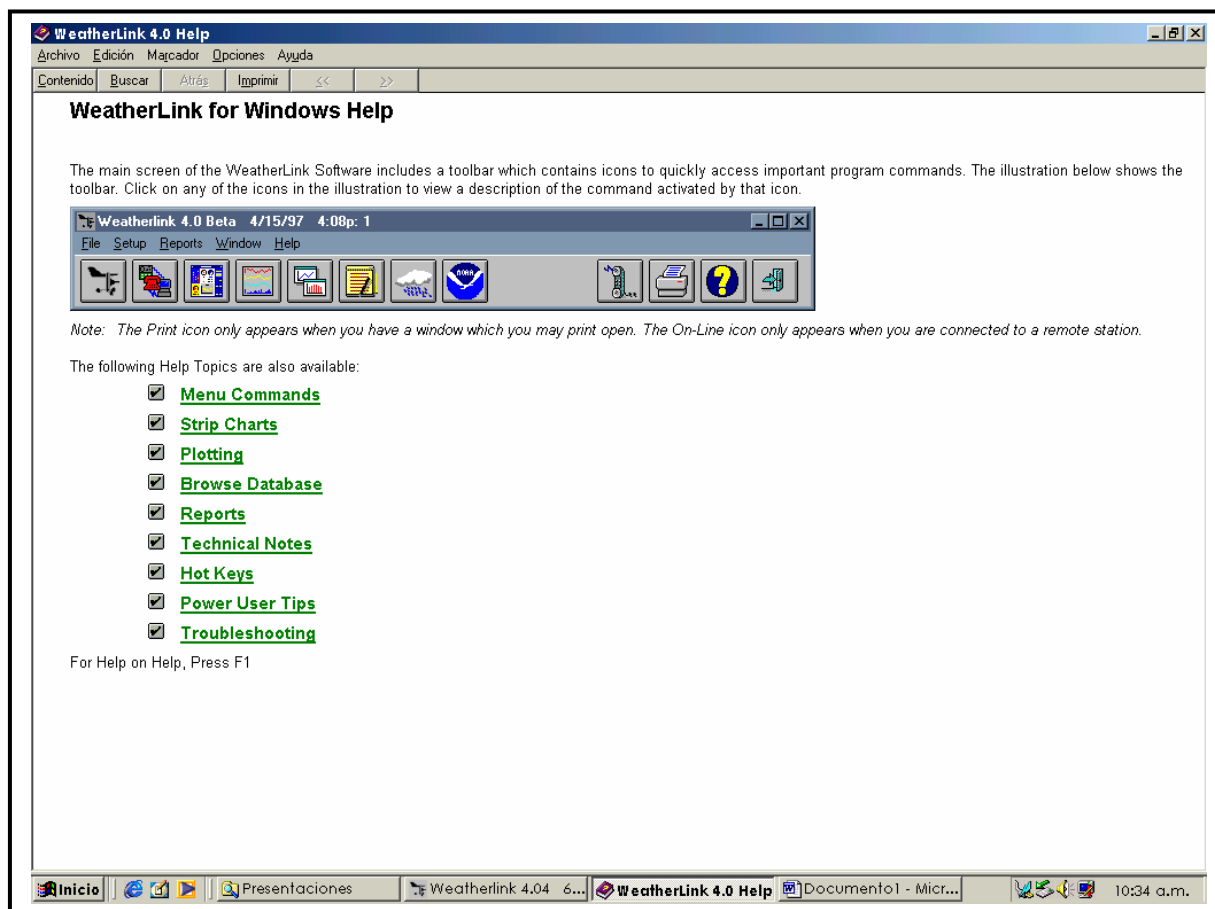 WeatherLink 4.0 Help
Archivo Edición Marcador Opciones Ayuda
Contenido Buscar Atrás Imprimir << >>
WeatherLink for Windows Help
The main screen of the WeatherLink Software includes a toolbar which contains icons to quickly access important program commands. The illustration below shows the
toolbar. Click on any of the icons in the illustration to view a description of the command activated by that icon.
Weatherlink 4.0 Beta 4/15/97 4:08p: 1
File Setup Reports Window Help
NOAA
Note: The Print icon only appears when you have a window which you may print open. The On-Line icon only appears when you are connected to a remote station.
The following Help Topics are also available:
Menu Commands
Strip Charts
Plotting
Browse Database
Reports
Technical Notes
Hot Keys
Power User Tips
Troubleshooting
For Help on Help, Press F1
Inicio Presentaciones Weatherlink 4.04 6... WeatherLink 4.0 Help Documento1 - Micr... 10:34 a.m.